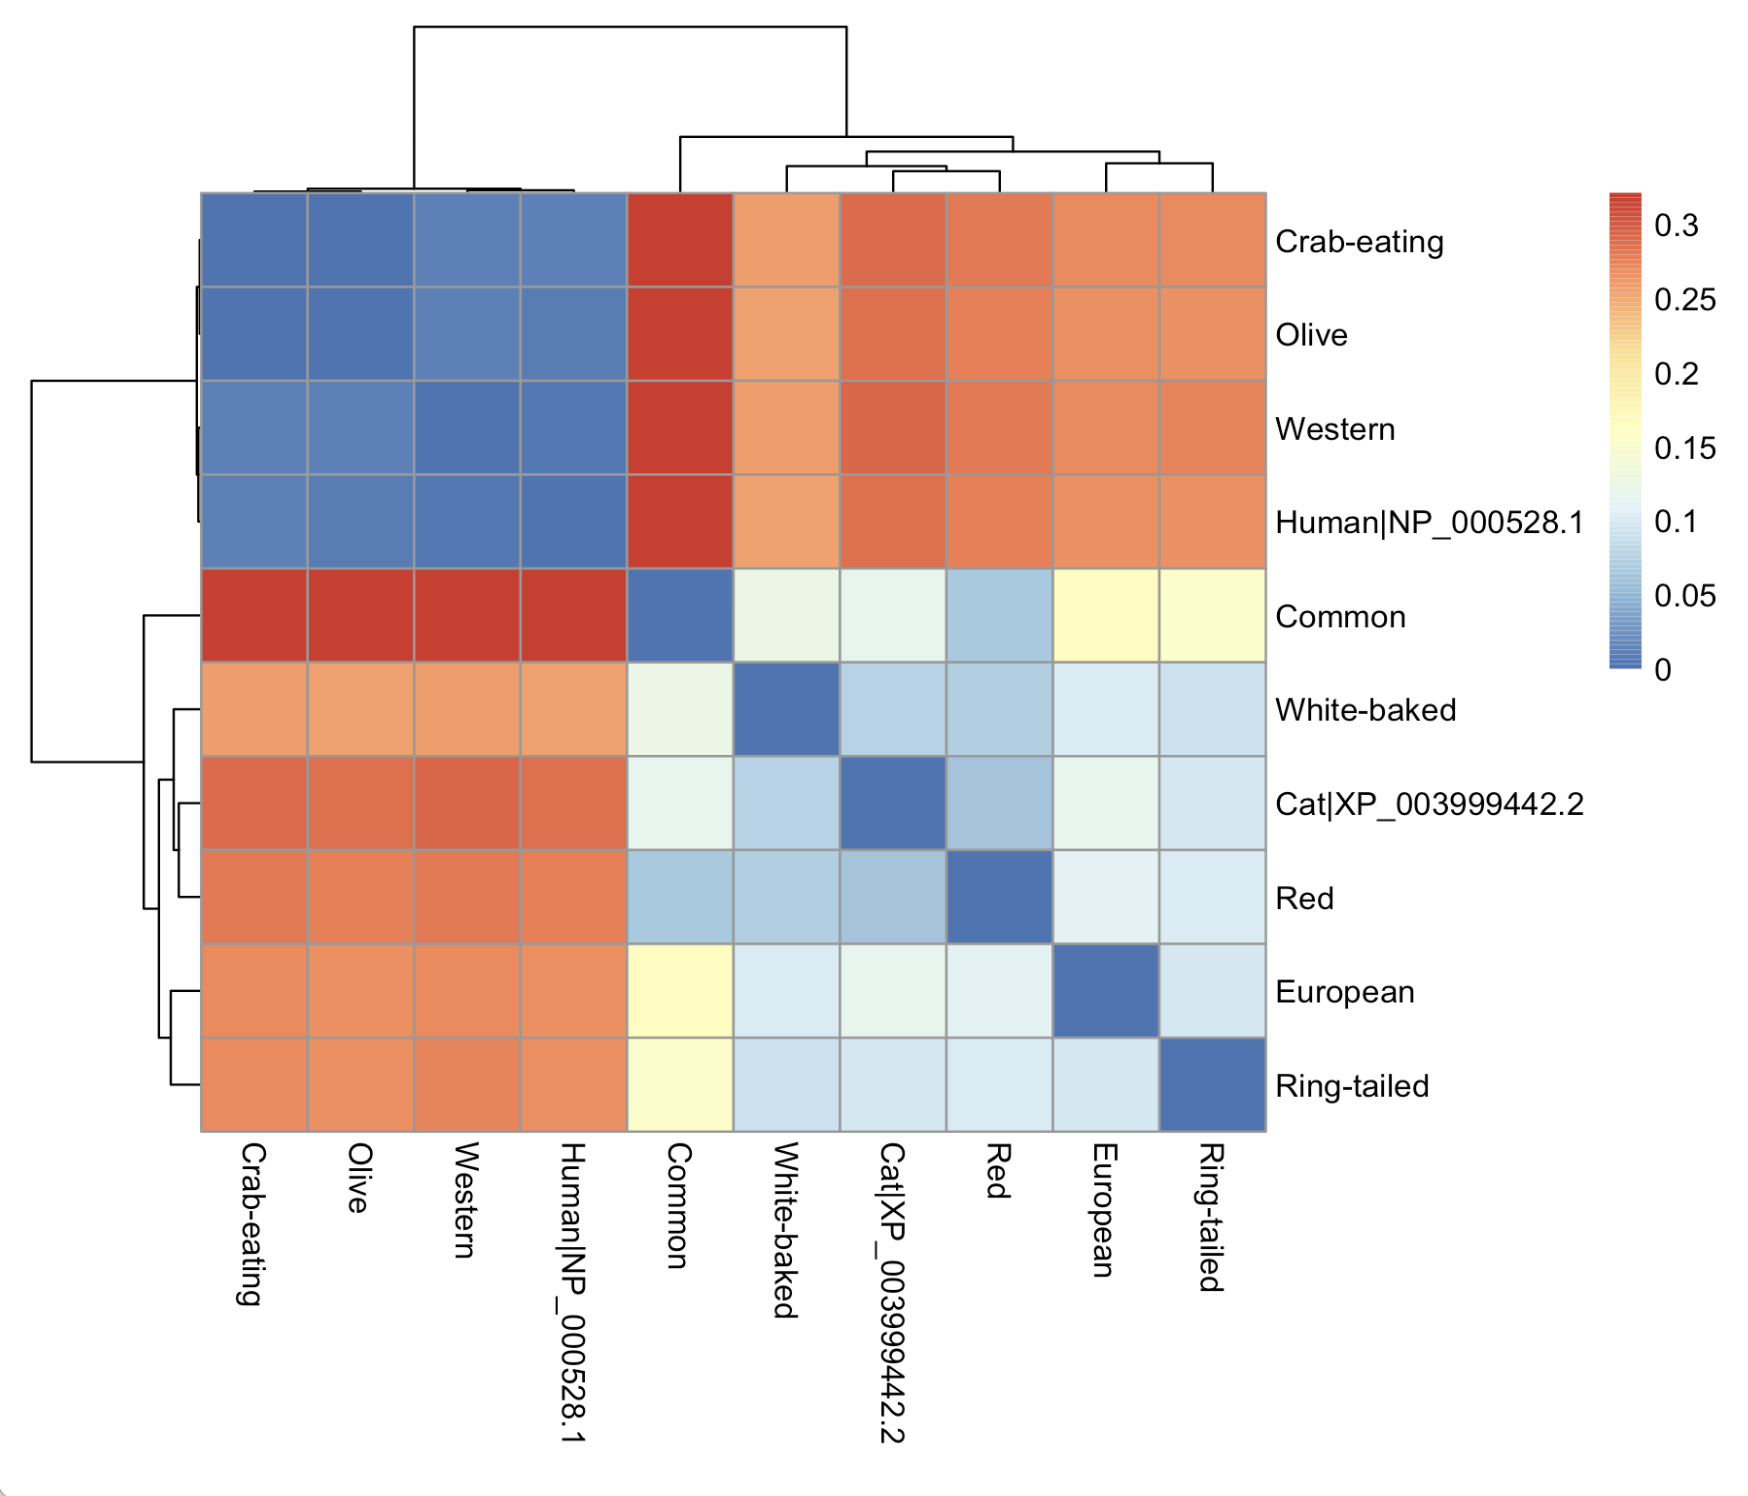 Crab-eating
Olive
Western
Human|NP_000528.1
Common
White-baked
Cat|XP_003999442.2
Red
European
Ring-tailed
0.3
0.25
0.2
0.15
0.1
0.05
0
Crab-eating
Olive
Western
Human|NP_000528.1
Common
White-baked
Cat|XP_003999442.2
Red
European
Ring-tailed